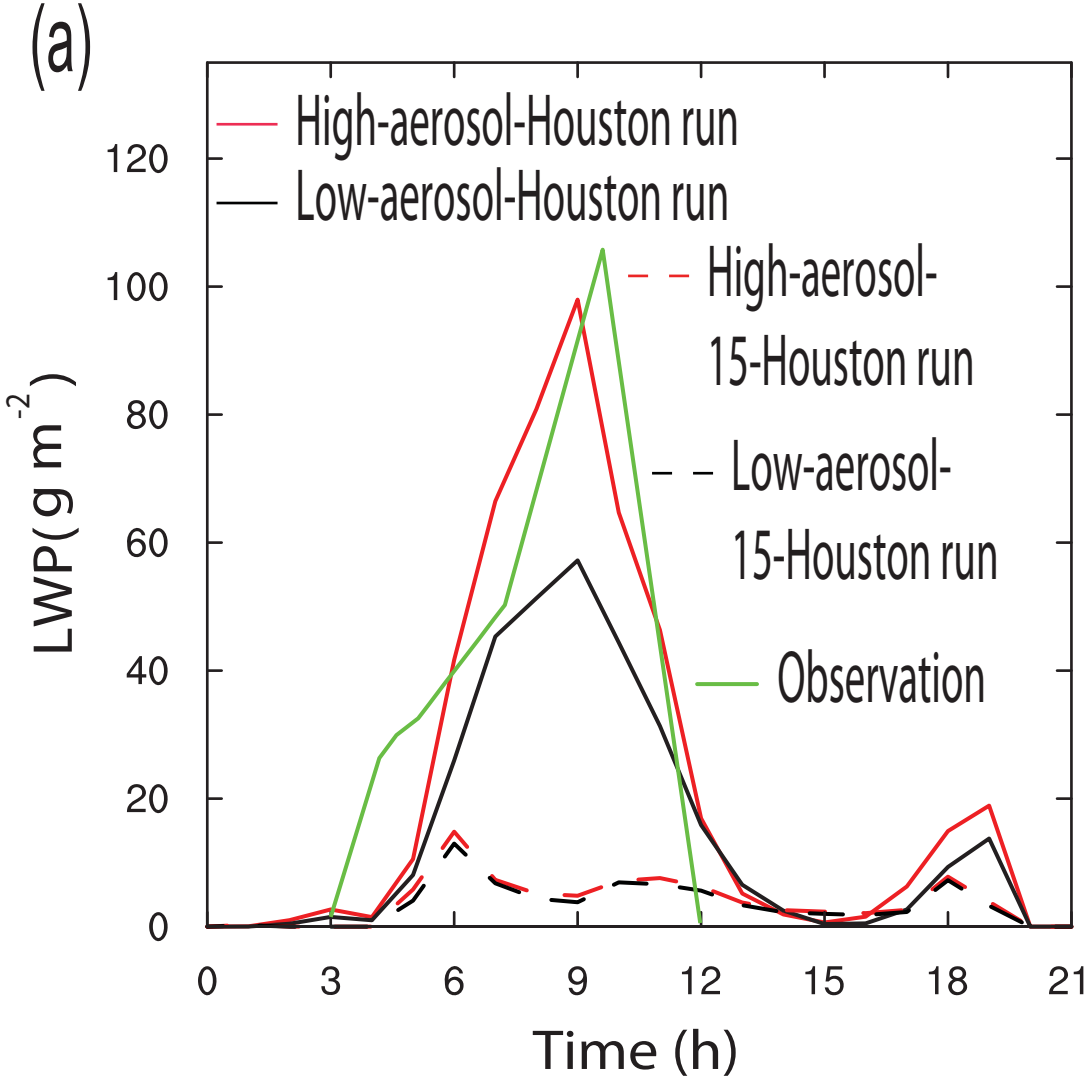 (a)
High-aerosol-Houston run
Low-aerosol-Houston run
High-aerosol-
15-Houston run
Low-aerosol-
15-Houston run
Observation
LWP(g m⁻²)
120
100
80
60
40
20
0
0 3 6 9 12 15 18 21
Time (h)